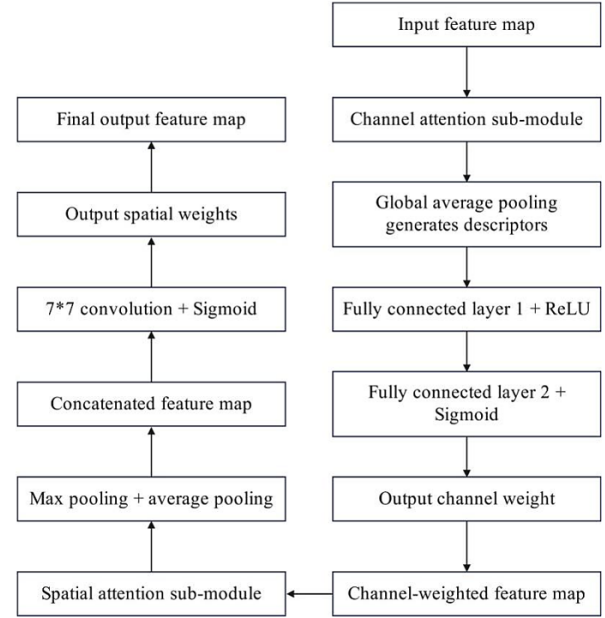 Input feature map
Channel attention sub-module
Global average pooling
generates descriptors
Fully connected layer 1 + ReLU
Fully connected layer 2 +
Sigmoid
Output channel weight
Channel-weighted feature map
Spatial attention sub-module
Max pooling + average pooling
Concatenated feature map
7*7 convolution + Sigmoid
Output spatial weights
Final output feature map